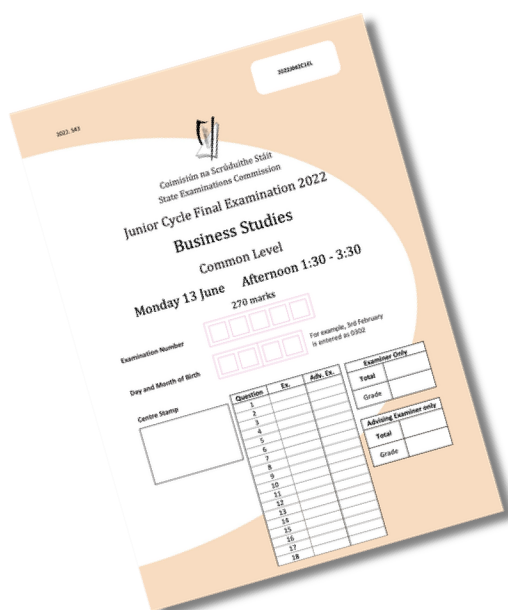 2022J062C1EL
2022. S43
Coimisiún na Scrúduithe Stáit
State Examinations Commission
Junior Cycle Final Examination 2022
Business Studies
Common Level
Monday 13 June Afternoon 1:30 - 3:30
270 marks
Examination Number
Day and Month of Birth
For example, 3rd February
is entered as 0302
Centre Stamp
Question Ex. Adv. Ex.
1
2
3
4
5
6
7
8
9
10
11
12
13
14
15
16
17
18
Examiner Only
Total
Grade
Advising Examiner only
Total
Grade